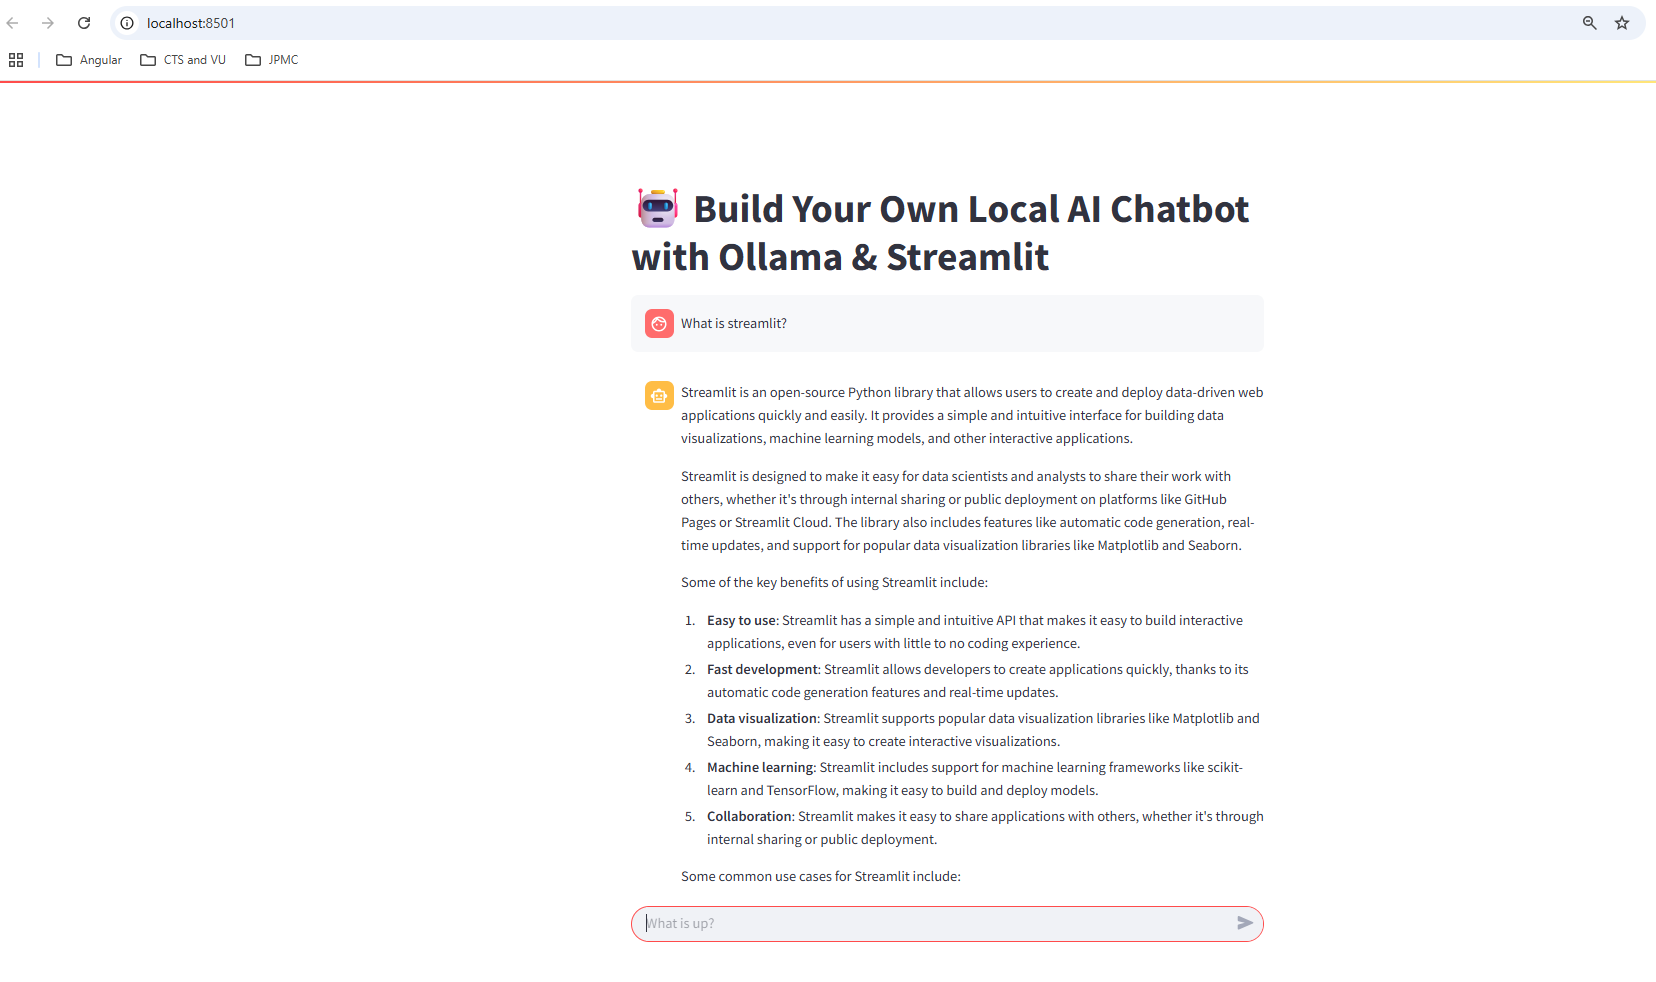 localhost:8501
Angular CTS and VU JPMC
Build Your Own Local AI Chatbot
with Ollama & Streamlit
What is streamlit?
Streamlit is an open-source Python library that allows users to create and deploy data-driven web
applications quickly and easily. It provides a simple and intuitive interface for building data
visualizations, machine learning models, and other interactive applications.
Streamlit is designed to make it easy for data scientists and analysts to share their work with
others, whether it's through internal sharing or public deployment on platforms like GitHub
Pages or Streamlit Cloud. The library also includes features like automatic code generation, real-
time updates, and support for popular data visualization libraries like Matplotlib and Seaborn.
Some of the key benefits of using Streamlit include:
1. Easy to use: Streamlit has a simple and intuitive API that makes it easy to build interactive
applications, even for users with little to no coding experience.
2. Fast development: Streamlit allows developers to create applications quickly, thanks to its
automatic code generation features and real-time updates.
3. Data visualization: Streamlit supports popular data visualization libraries like Matplotlib and
Seaborn, making it easy to create interactive visualizations.
4. Machine learning: Streamlit includes support for machine learning frameworks like scikit-
learn and TensorFlow, making it easy to build and deploy models.
5. Collaboration: Streamlit makes it easy to share applications with others, whether it's through
internal sharing or public deployment.
Some common use cases for Streamlit include:
What is up?